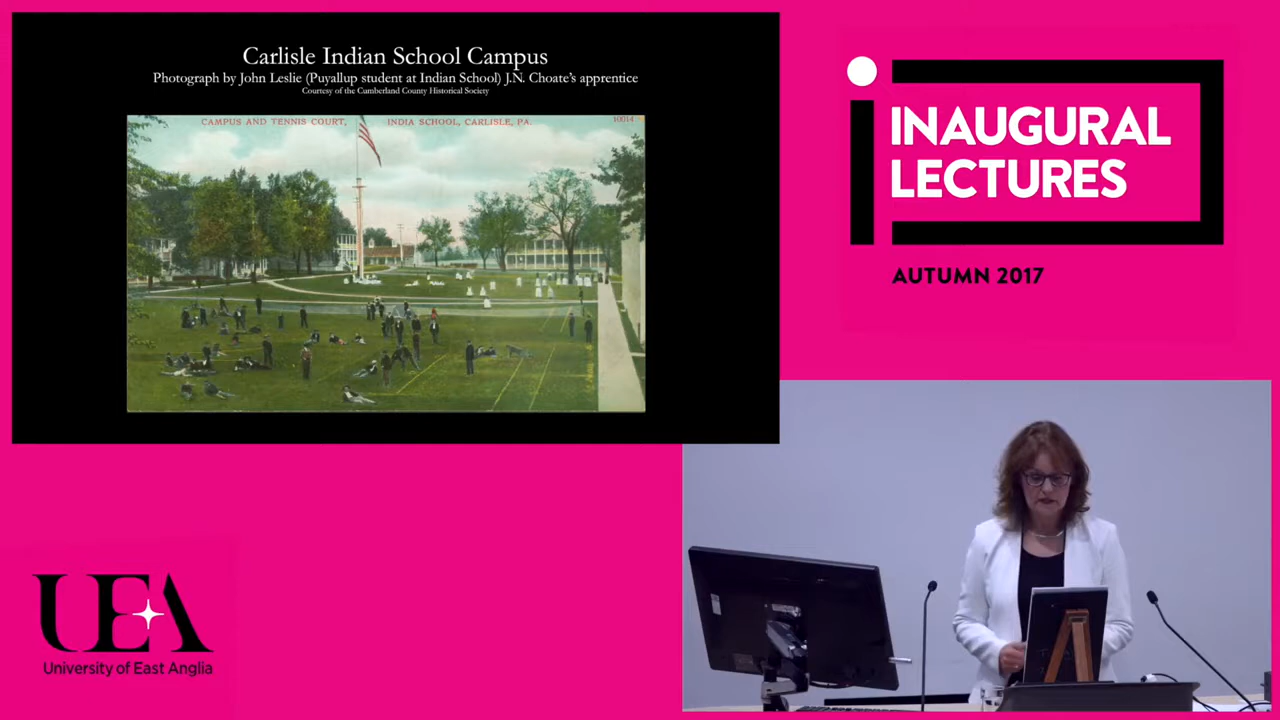 Carlisle Indian School Campus
Photograph by John Leslie (Puyallup student at Indian School) J.N. Choate's apprentice
Courtesy of the Cumberland County Historical Society
CAMPUS AND TENNIS COURT, INDIA SCHOOL, CARLISLE, PA.
10014
INAUGURAL
LECTURES
AUTUMN 2017
UEA
University of East Anglia